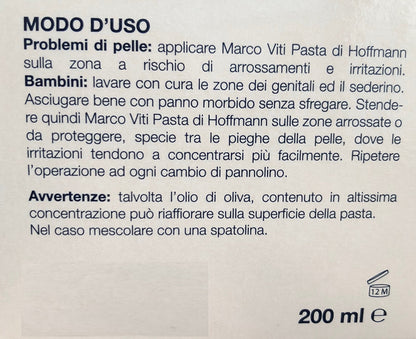 MODO D'USO
Problemi di pelle: applicare Marco Viti Pasta di Hoffmann
sulla zona a rischio di arrossamenti e irritazioni.
Bambini: lavare con cura le zone dei genitali ed il sederino.
Asciugare bene con panno morbido senza sfregare. Stende-
re quindi Marco Viti Pasta di Hoffmann sulle zone arrossate o
da proteggere, specie tra le pieghe della pelle, dove le
irritazioni tendono a concentrarsi più facilmente. Ripetere
l'operazione ad ogni cambio di pannolino.
Avvertenze: talvolta l'olio di oliva, contenuto in altissima
concentrazione può riaffiorare sulla superficie della pasta.
Nel caso mescolare con una spatolina.
12 M
200 ml ℮